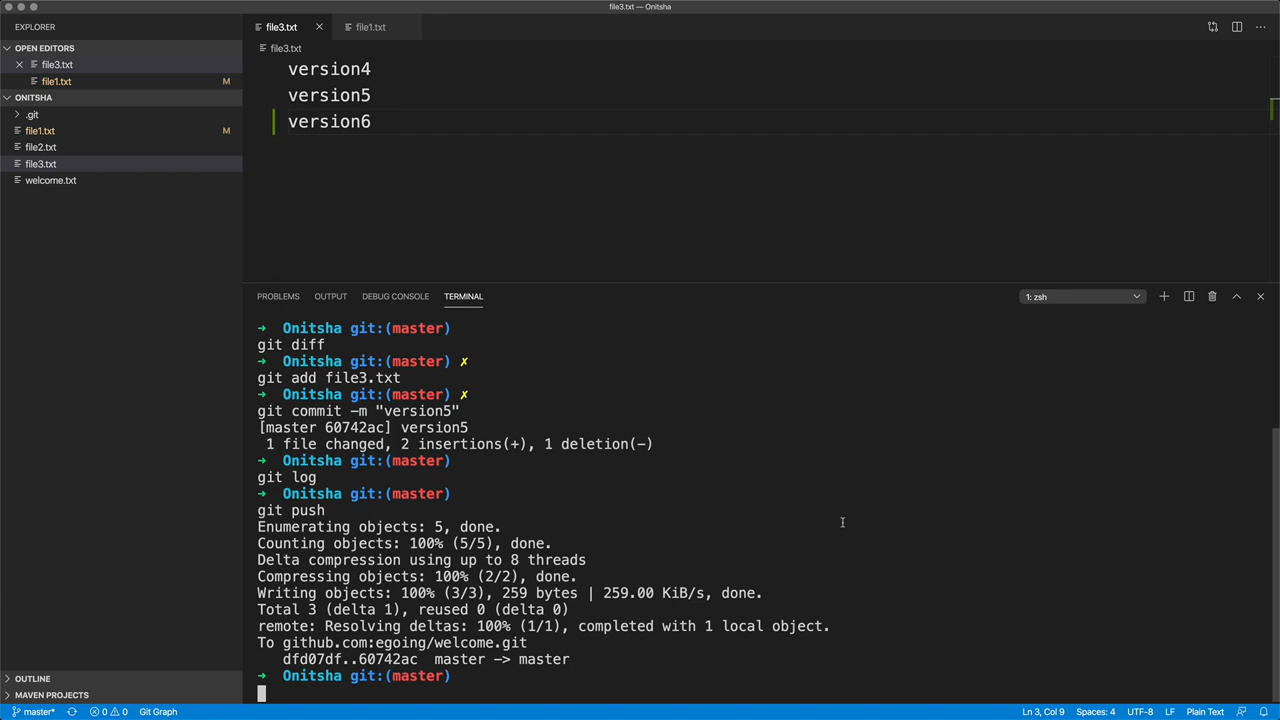 file3.txt — Onitsha
EXPLORER
OPEN EDITORS
file3.txt
file1.txt M
ONITSHA
.git
file1.txt M
file2.txt
file3.txt
welcome.txt
OUTLINE
MAVEN PROJECTS
file3.txt file1.txt
file3.txt
version4
version5
version6
PROBLEMS OUTPUT DEBUG CONSOLE TERMINAL 1: zsh
➜ Onitsha git:(master)
git diff
➜ Onitsha git:(master) ✗
git add file3.txt
➜ Onitsha git:(master) ✗
git commit -m "version5"
[master 60742ac] version5
1 file changed, 2 insertions(+), 1 deletion(-)
➜ Onitsha git:(master)
git log
➜ Onitsha git:(master)
git push
Enumerating objects: 5, done.
Counting objects: 100% (5/5), done.
Delta compression using up to 8 threads
Compressing objects: 100% (2/2), done.
Writing objects: 100% (3/3), 259 bytes | 259.00 KiB/s, done.
Total 3 (delta 1), reused 0 (delta 0)
remote: Resolving deltas: 100% (1/1), completed with 1 local object.
To github.com:egoing/welcome.git
dfd07df..60742ac master -> master
➜ Onitsha git:(master)
master* 0 0 Git Graph Ln 3, Col 9 Spaces: 4 UTF-8 LF Plain Text